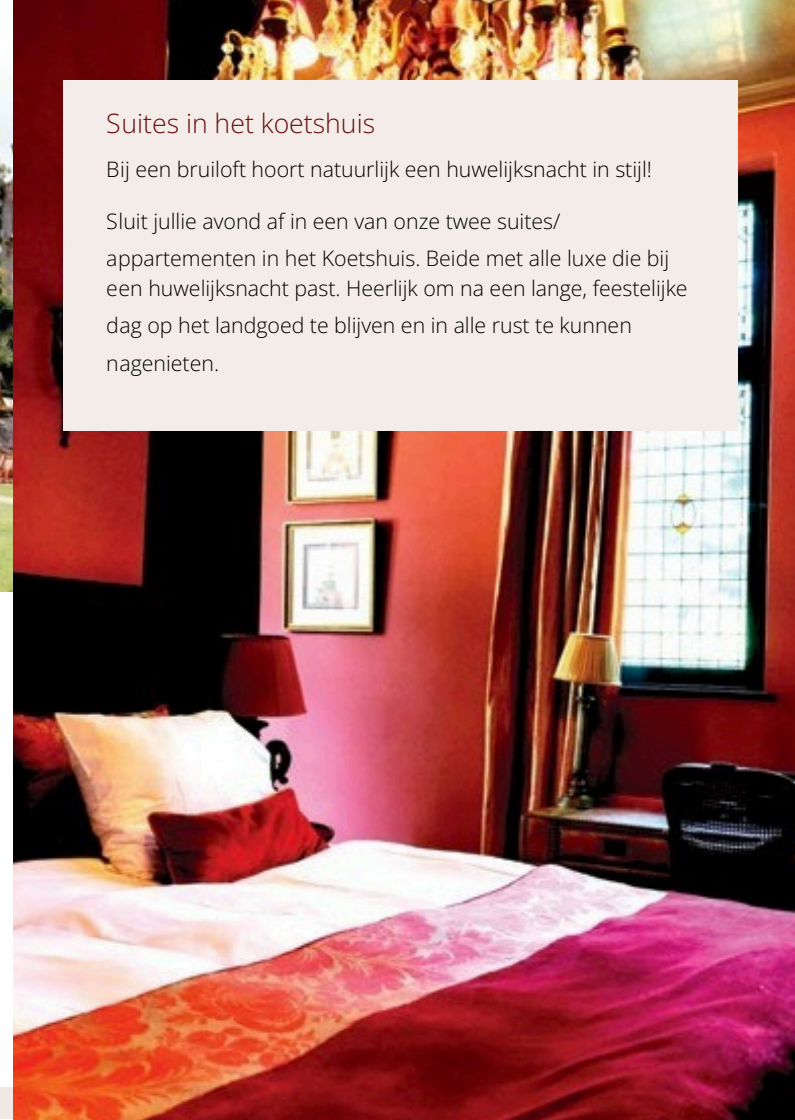 Suites in het koetshuis
Bij een bruiloft hoort natuurlijk een huwelijksnacht in stijl!
Sluit jullie avond af in een van onze twee suites/
appartementen in het Koetshuis. Beide met alle luxe die bij
een huwelijksnacht past. Heerlijk om na een lange, feestelijke
dag op het landgoed te blijven en in alle rust te kunnen
nagenieten.